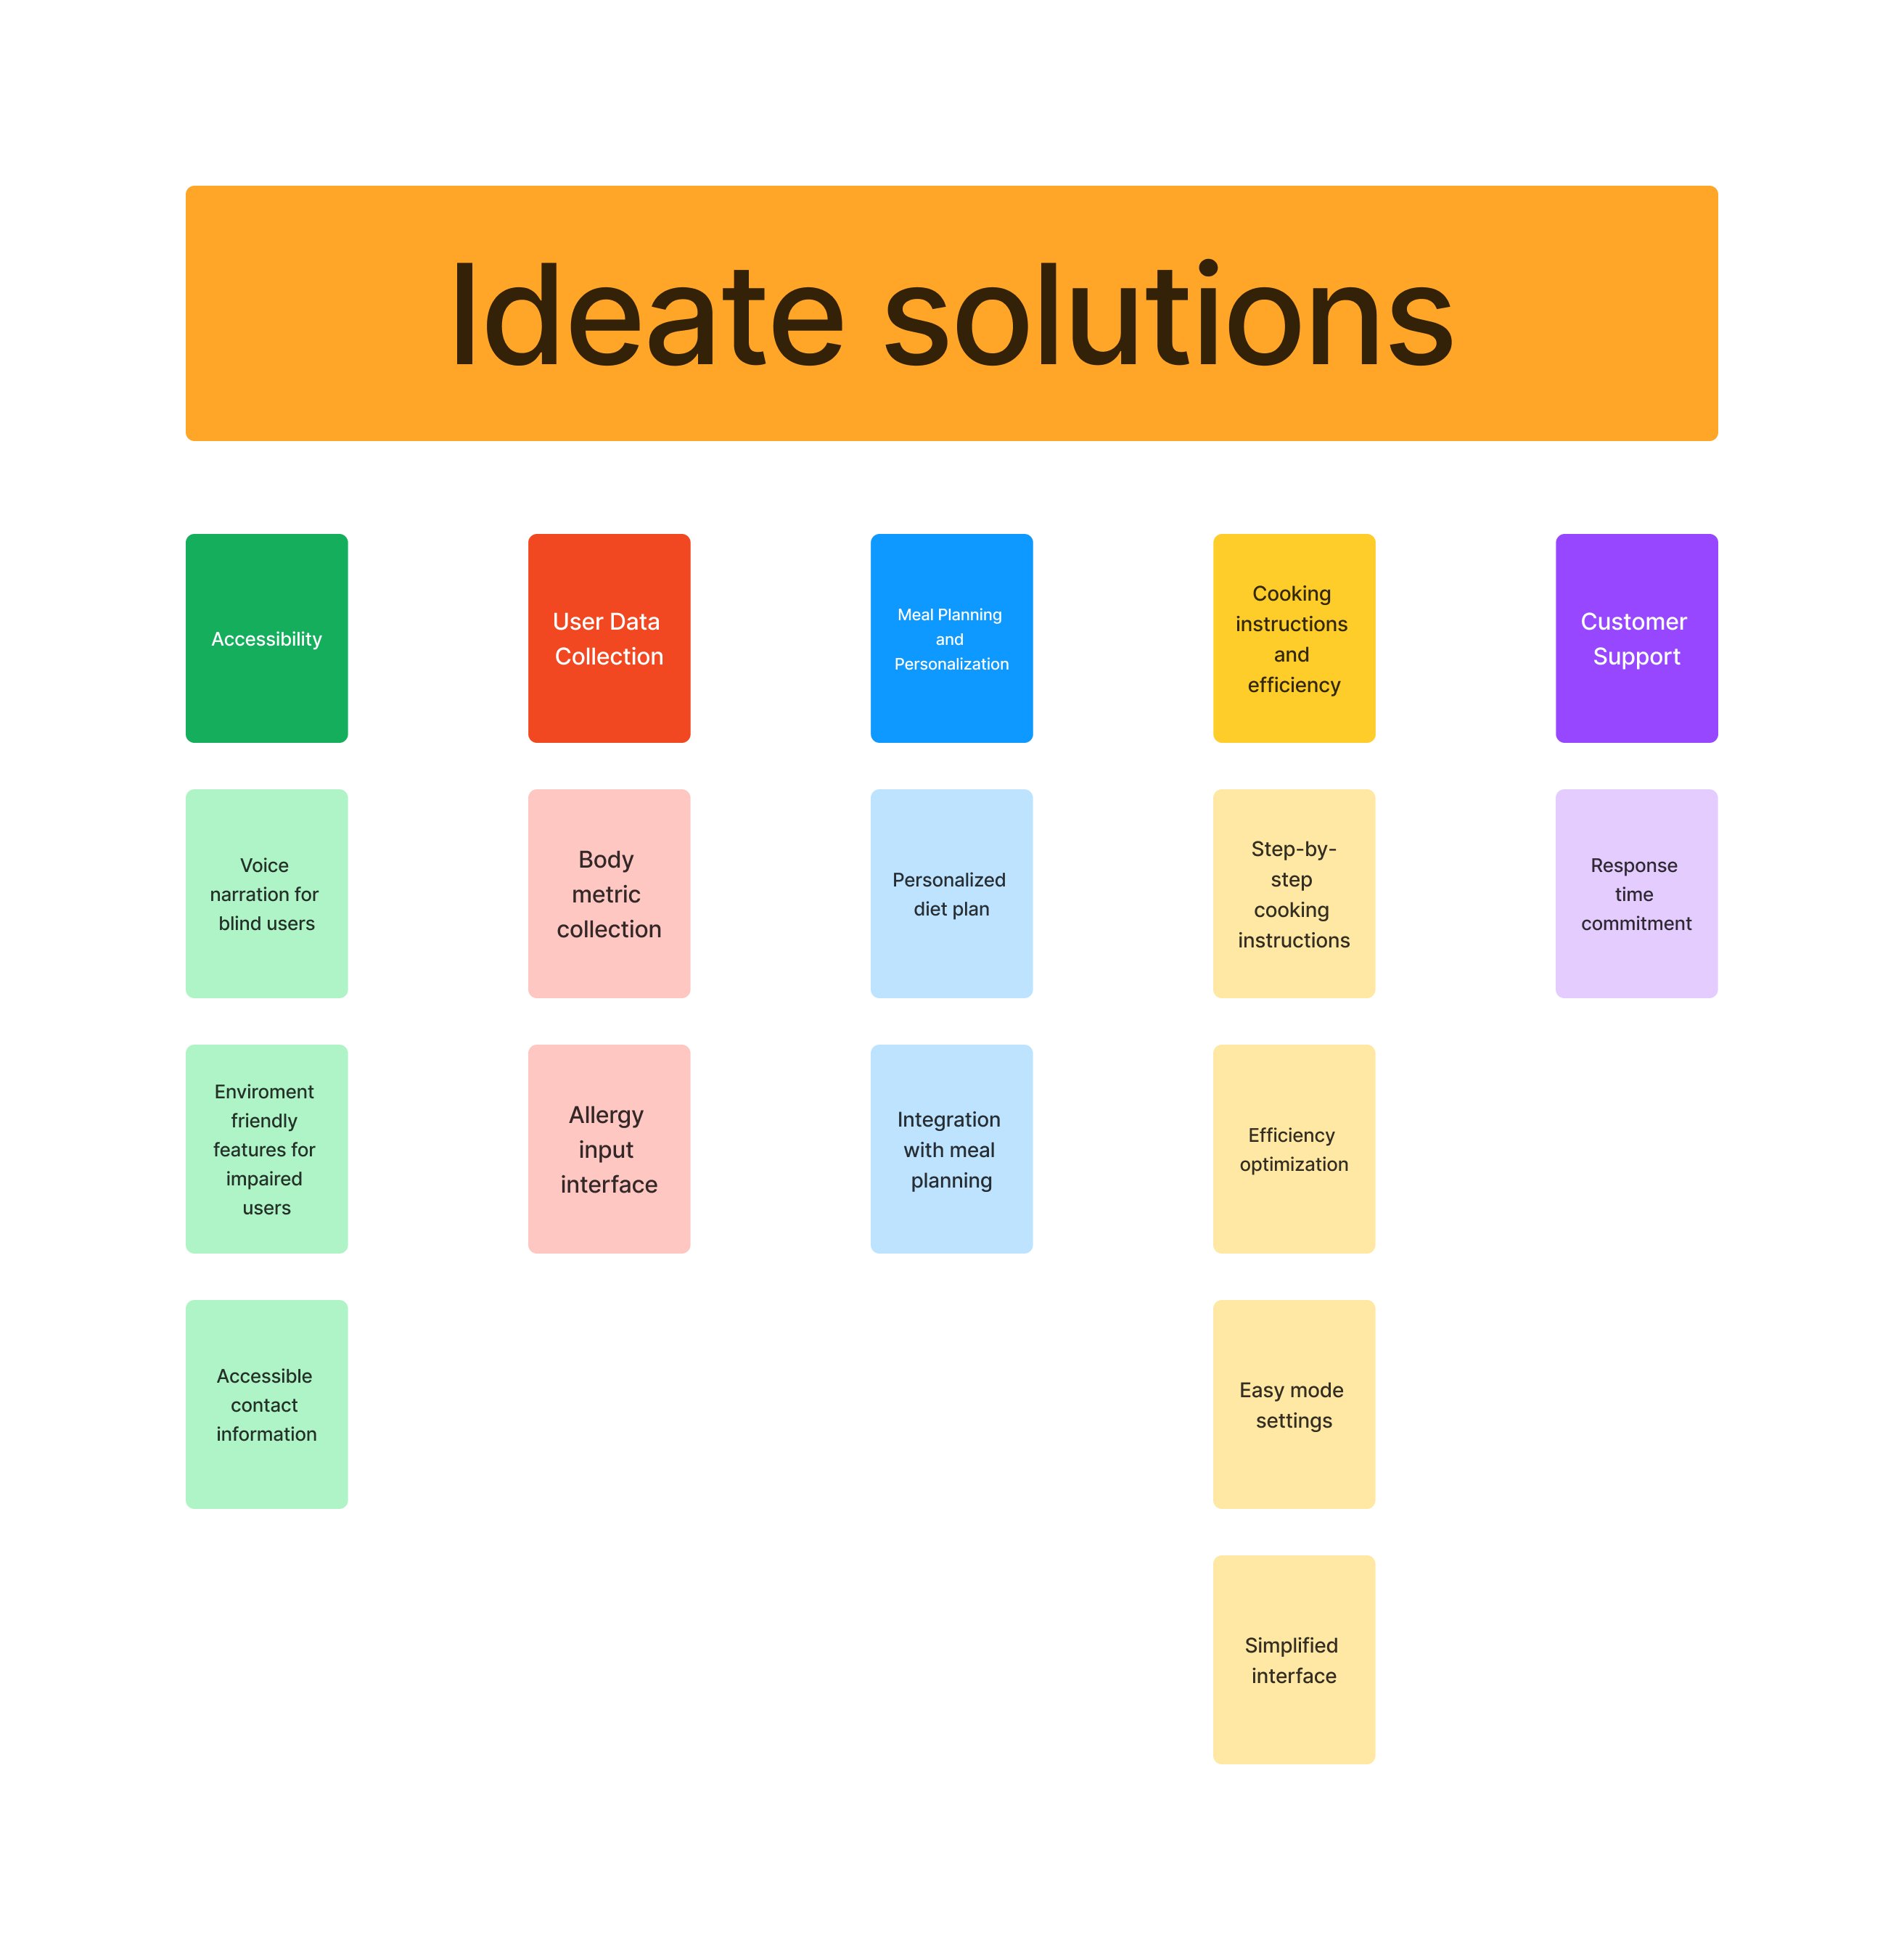 Ideate solutions
Accessibility
User Data
Collection
Meal Planning
and
Personalization
Cooking
instructions
and
efficiency
Customer
Support
Voice
narration for
blind users
Body
metric
collection
Personalized
diet plan
Step-by-
step
cooking
instructions
Response
time
commitment
Enviroment
friendly
features for
impaired
users
Allergy
input
interface
Integration
with meal
planning
Efficiency
optimization
Accessible
contact
information
Easy mode
settings
Simplified
interface